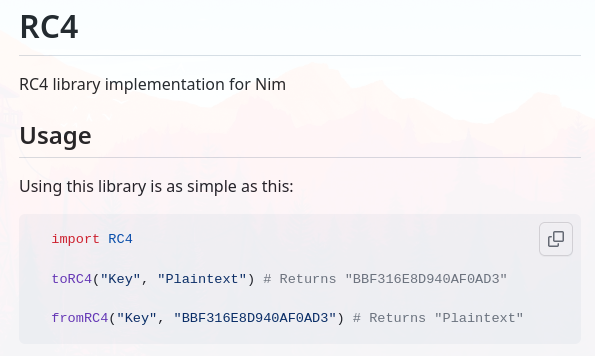 RC4
RC4 library implementation for Nim
Usage
Using this library is as simple as this:
import RC4
toRC4("Key", "Plaintext") # Returns "BBF316E8D940AF0AD3"
fromRC4("Key", "BBF316E8D940AF0AD3") # Returns "Plaintext"